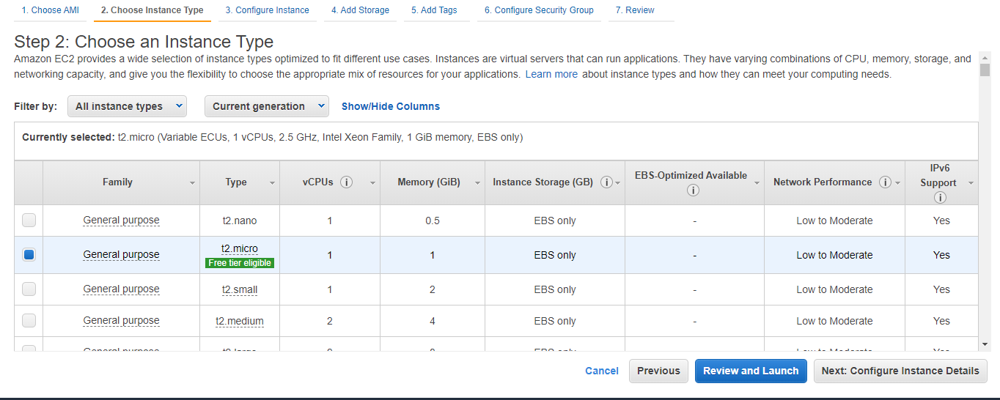 1. Choose AMI
2. Choose Instance Type
3. Configure Instance
4. Add Storage
5. Add Tags
6. Configure Security Group
7. Review
Step 2: Choose an Instance Type
Amazon EC2 provides a wide selection of instance types optimized to fit different use cases. Instances are virtual servers that can run applications. They have varying combinations of CPU, memory, storage, and
networking capacity, and give you the flexibility to choose the appropriate mix of resources for your applications. Learn more about instance types and how they can meet your computing needs.
Filter by: All instance types Current generation Show/Hide Columns
Currently selected: t2.micro (Variable ECUs, 1 vCPUs, 2.5 GHz, Intel Xeon Family, 1 GiB memory, EBS only)
Family Type vCPUs Memory (GiB) Instance Storage (GB) EBS-Optimized Available Network Performance IPv6 Support
General purpose t2.nano 1 0.5 EBS only - Low to Moderate Yes
General purpose t2.micro Free tier eligible 1 1 EBS only - Low to Moderate Yes
General purpose t2.small 1 2 EBS only - Low to Moderate Yes
General purpose t2.medium 2 4 EBS only - Low to Moderate Yes
Cancel Previous Review and Launch Next: Configure Instance Details